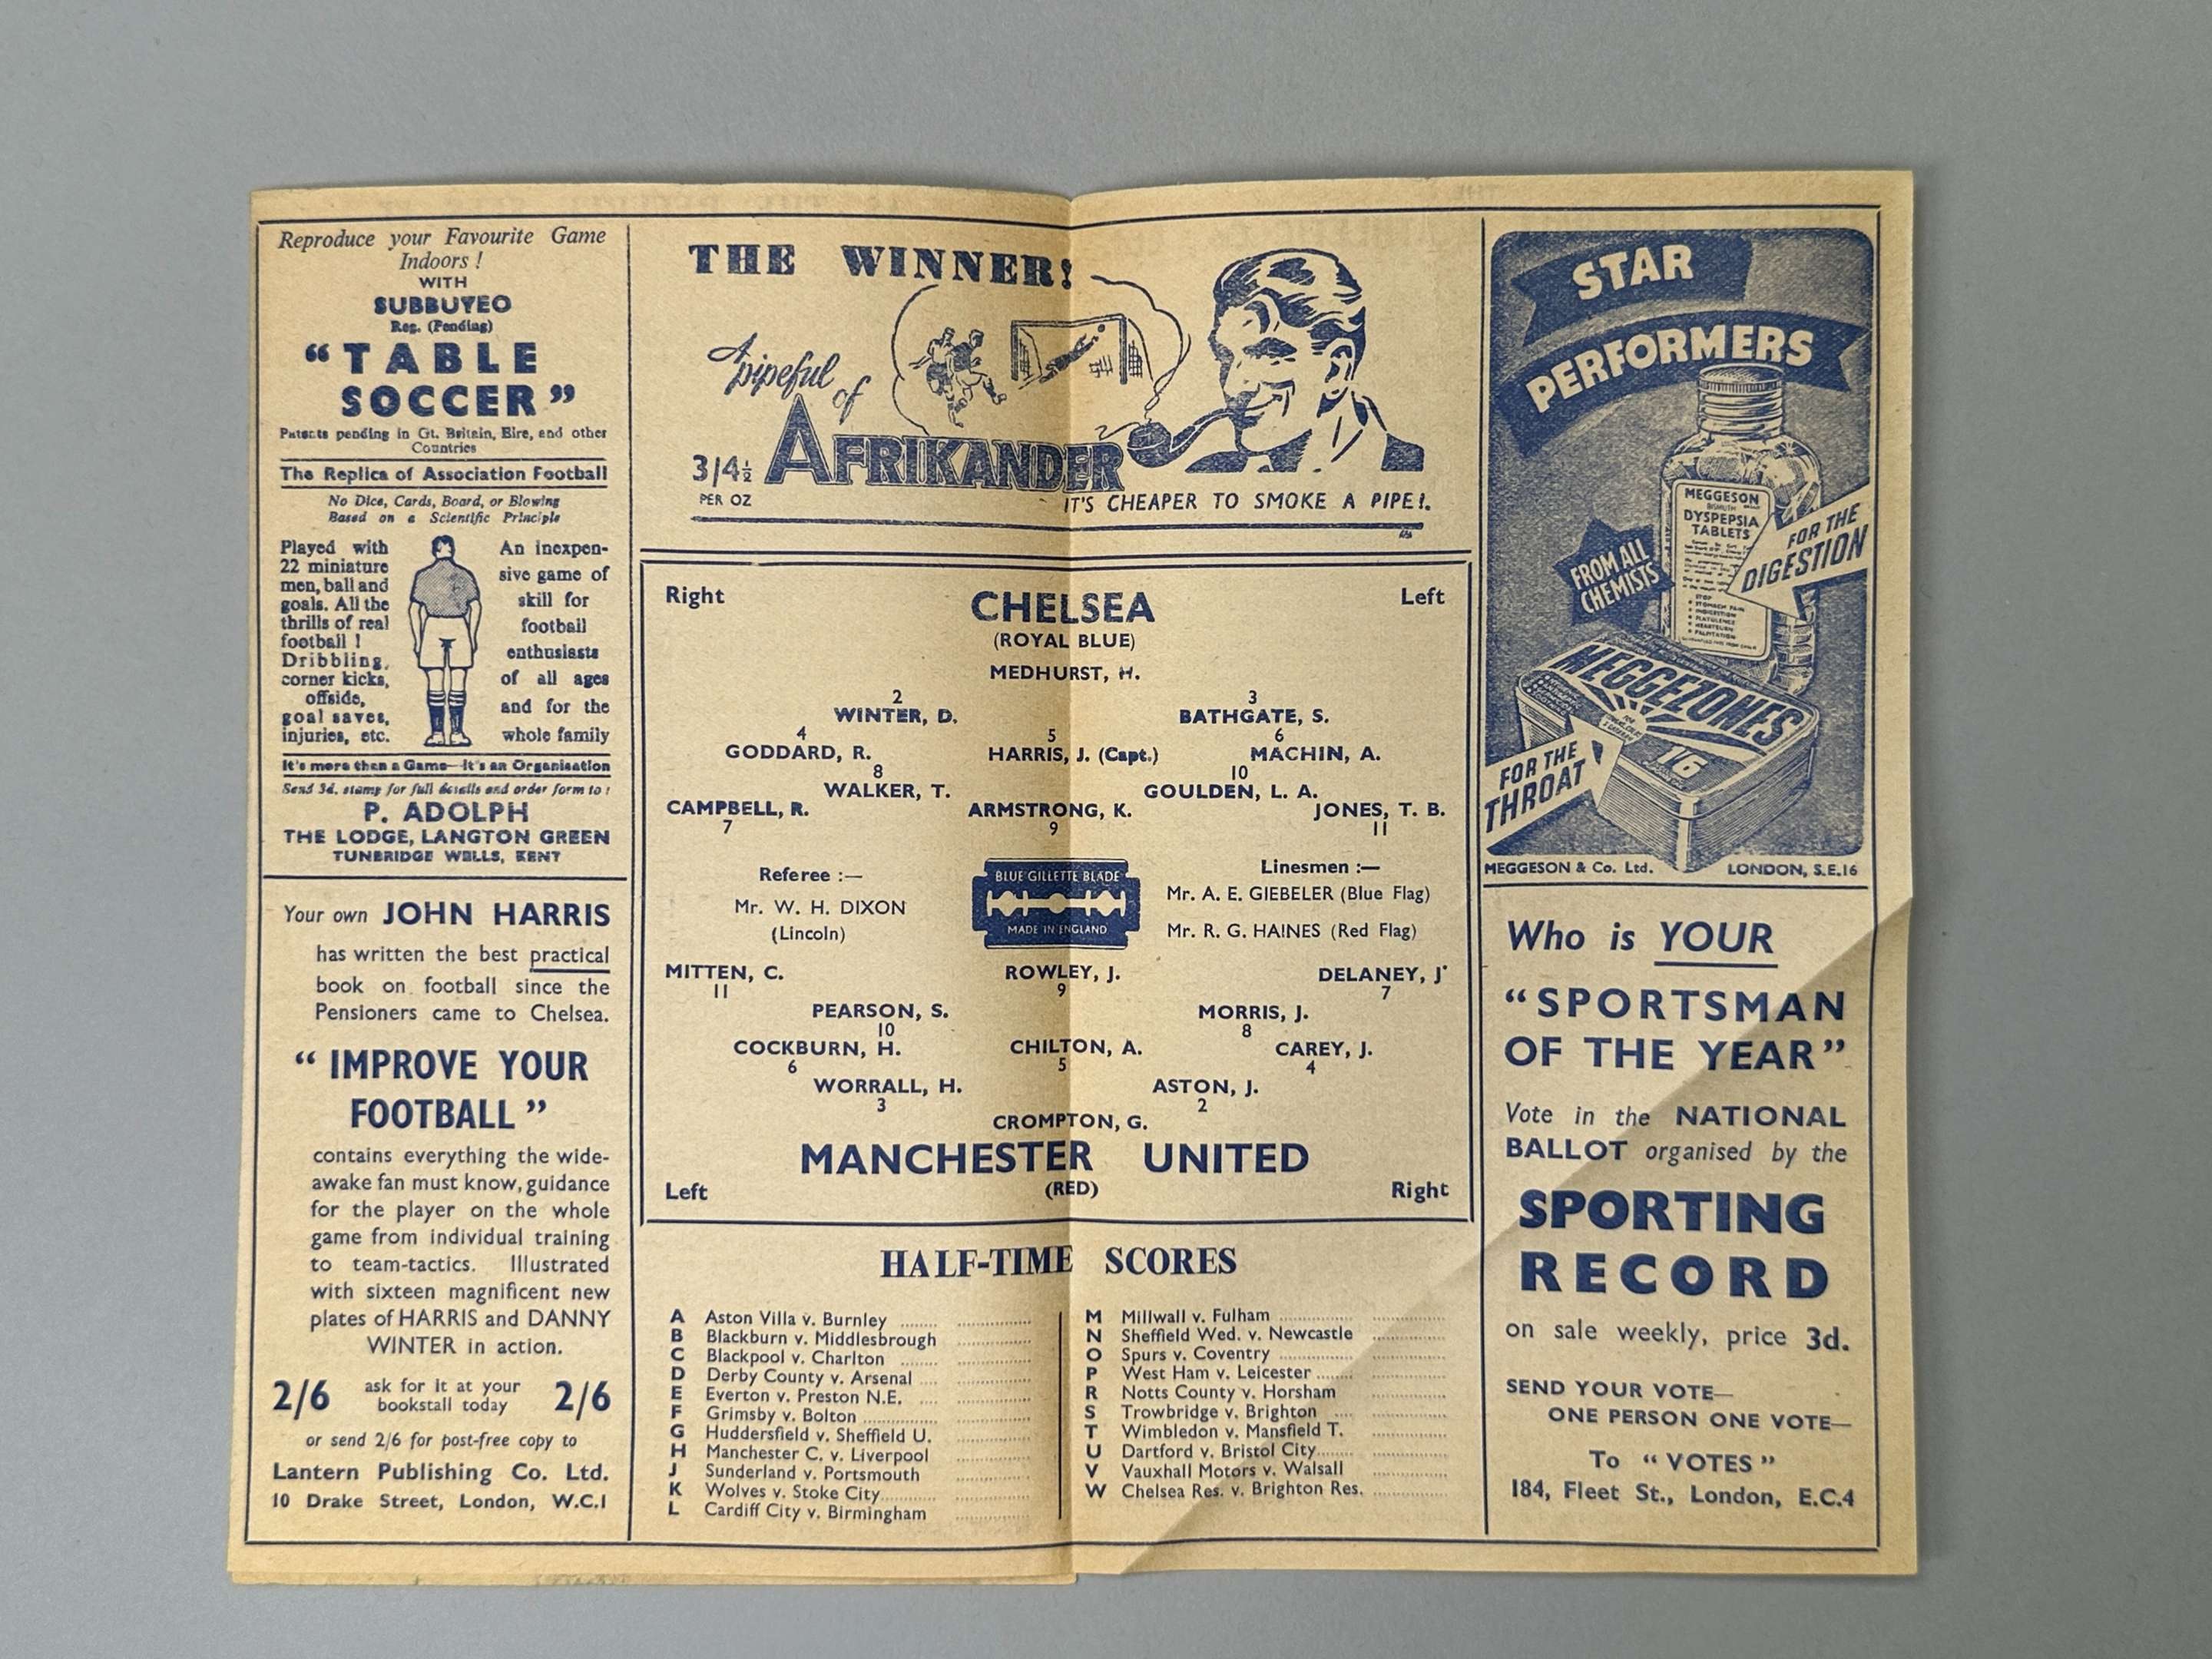 Reproduce your Favourite Game
Indoors !
WITH
SUBBUTEO
Reg. (Pending)
“TABLE
SOCCER”
Patents pending in Gt. Britain, Eire, and other
Countries
The Replica of Association Football
No Dice, Cards, Board, or Blowing
Based on a Scientific Principle
Played with
22 miniature
men, ball and
goals. All the
thrills of real
football !
Dribbling,
corner kicks,
offside,
goal saves,
injuries, etc.
An inexpen-
sive game of
skill for
football
enthusiasts
of all ages
and for the
whole family
It's more than a Game—It's an Organisation
Send 3d. stamp for full details and order form to :
P. ADOLPH
THE LODGE, LANGTON GREEN
TUNBRIDGE WELLS, KENT
Your own JOHN HARRIS
has written the best practical
book on football since the
Pensioners came to Chelsea.
“ IMPROVE YOUR
FOOTBALL ”
contains everything the wide-
awake fan must know, guidance
for the player on the whole
game from individual training
to team-tactics. Illustrated
with sixteen magnificent new
plates of HARRIS and DANNY
WINTER in action.
2/6 ask for it at your bookstall today 2/6
or send 2/6 for post-free copy to
Lantern Publishing Co. Ltd.
10 Drake Street, London, W.C.1
THE WINNER!
A pipeful of
AFRIKANDER
3/4½
PER OZ
IT'S CHEAPER TO SMOKE A PIPE!.
Right CHELSEA Left
(ROYAL BLUE)
MEDHURST, H.
2 3
WINTER, D. BATHGATE, S.
4 5 6
GODDARD, R. HARRIS, J. (Capt.) MACHIN, A.
8 10
WALKER, T. GOULDEN, L. A.
CAMPBELL, R. ARMSTRONG, K. JONES, T. B.
7 9 11
Referee :—
Mr. W. H. DIXON
(Lincoln)
BLUE GILLETTE BLADE
MADE IN ENGLAND
Linesmen :—
Mr. A. E. GIEBELER (Blue Flag)
Mr. R. G. HAINES (Red Flag)
MITTEN, C. ROWLEY, J. DELANEY, J
11 9 7
PEARSON, S. MORRIS, J.
10 8
COCKBURN, H. CHILTON, A. CAREY, J.
6 5 4
WORRALL, H. ASTON, J.
3 2
CROMPTON, G.
MANCHESTER UNITED
Left (RED) Right
HALF-TIME SCORES
A Aston Villa v. Burnley
B Blackburn v. Middlesbrough
C Blackpool v. Charlton
D Derby County v. Arsenal
E Everton v. Preston N.E.
F Grimsby v. Bolton
G Huddersfield v. Sheffield U.
H Manchester C. v. Liverpool
J Sunderland v. Portsmouth
K Wolves v. Stoke City
L Cardiff City v. Birmingham
M Millwall v. Fulham
N Sheffield Wed. v. Newcastle
O Spurs v. Coventry
P West Ham v. Leicester
R Notts County v. Horsham
S Trowbridge v. Brighton
T Wimbledon v. Mansfield T.
U Dartford v. Bristol City
V Vauxhall Motors v. Walsall
W Chelsea Res. v. Brighton Res.
STAR
PERFORMERS
MEGGESON
BISMUTH
DYSPEPSIA
TABLETS
STOP
STOMACH PAIN
INDIGESTION
FLATULENCE
HEARTBURN
PALPITATION
FOR THE
DIGESTION
FROM ALL
CHEMISTS
MEGGEZONES
16
FOR THE
THROAT
MEGGESON & Co. Ltd. LONDON, S.E.16
Who is YOUR
“SPORTSMAN
OF THE YEAR”
Vote in the NATIONAL
BALLOT organised by the
SPORTING
RECORD
on sale weekly, price 3d.
SEND YOUR VOTE—
ONE PERSON ONE VOTE—
To “ VOTES ”
184, Fleet St., London, E.C.4